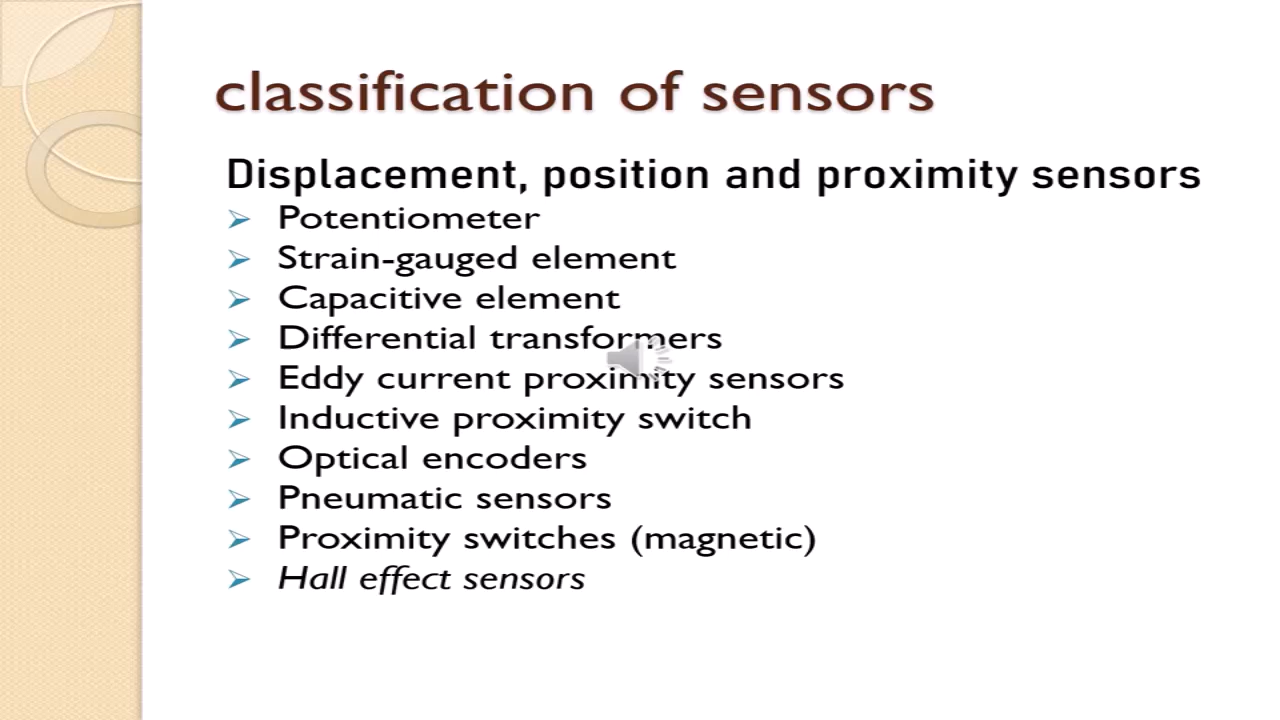 classification of sensors
Displacement, position and proximity sensors
Potentiometer
Strain-gauged element
Capacitive element
Differential transformers
Eddy current proximity sensors
Inductive proximity switch
Optical encoders
Pneumatic sensors
Proximity switches (magnetic)
Hall effect sensors